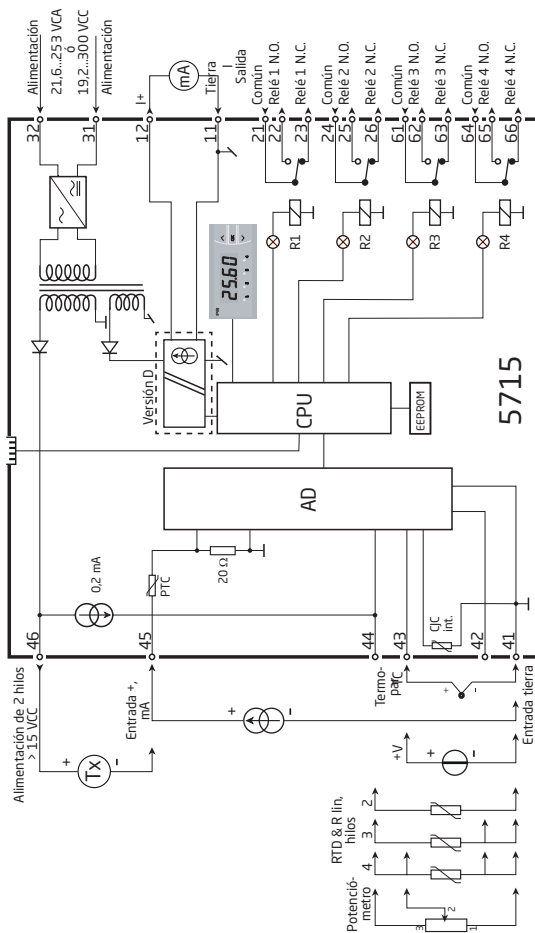 Alimentación
21,6...253 VCA
ó
19,2...300 VCC
Alimentación
32
31
I+
12
mA
Tierra
11
I
Salida
Común
Relé 1 N.O.
Relé 1 N.C.
21
22
23
Común
Relé 2 N.O.
Relé 2 N.C.
24
25
26
Común
Relé 3 N.O.
Relé 3 N.C.
61
62
63
Común
Relé 4 N.O.
Relé 4 N.C.
64
65
66
R1
R2
R3
R4
25.60
OK
Versión D
CPU
EEPROM
5715
AD
0,2 mA
PTC
20 Ω
CJC
int.
46
45
44
43
42
41
Alimentación de 2 hilos
> 15 VCC
+
Tx
-
Entrada +,
mA
+
-
Termo-
par
TC
+
-
Entrada tierra
+V
+
-
RTD & R lin,
hilos
2
3
4
Potenció-
metro
3
2
1